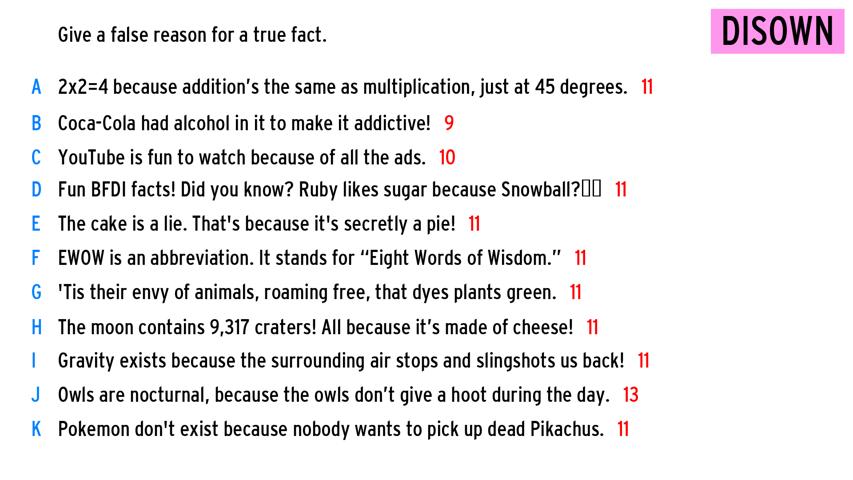 Give a false reason for a true fact.
DISOWN
A 2x2=4 because addition’s the same as multiplication, just at 45 degrees. 11
B Coca-Cola had alcohol in it to make it addictive! 9
C YouTube is fun to watch because of all the ads. 10
D Fun BFDI facts! Did you know? Ruby likes sugar because Snowball?▯▯ 11
E The cake is a lie. That's because it's secretly a pie! 11
F EWOW is an abbreviation. It stands for “Eight Words of Wisdom.” 11
G 'Tis their envy of animals, roaming free, that dyes plants green. 11
H The moon contains 9,317 craters! All because it’s made of cheese! 11
I Gravity exists because the surrounding air stops and slingshots us back! 11
J Owls are nocturnal, because the owls don’t give a hoot during the day. 13
K Pokemon don't exist because nobody wants to pick up dead Pikachus. 11